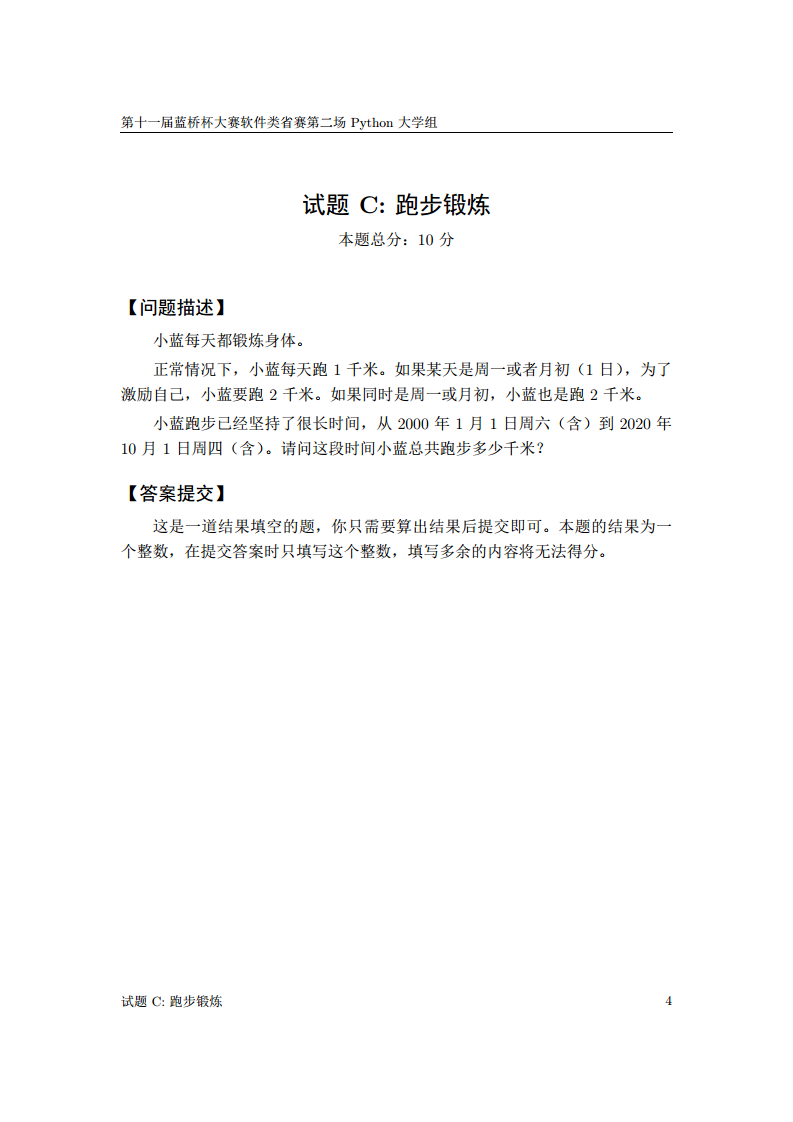 第十一届蓝桥杯大赛软件类省赛第二场 Python 大学组
试题 C: 跑步锻炼
本题总分：10 分
【问题描述】
小蓝每天都锻炼身体。
正常情况下，小蓝每天跑 1 千米。如果某天是周一或者月初（1 日），为了
激励自己，小蓝要跑 2 千米。如果同时是周一或月初，小蓝也是跑 2 千米。
小蓝跑步已经坚持了很长时间，从 2000 年 1 月 1 日周六（含）到 2020 年
10 月 1 日周四（含）。请问这段时间小蓝总共跑步多少千米？
【答案提交】
这是一道结果填空的题，你只需要算出结果后提交即可。本题的结果为一
个整数，在提交答案时只填写这个整数，填写多余的内容将无法得分。
试题 C: 跑步锻炼 4